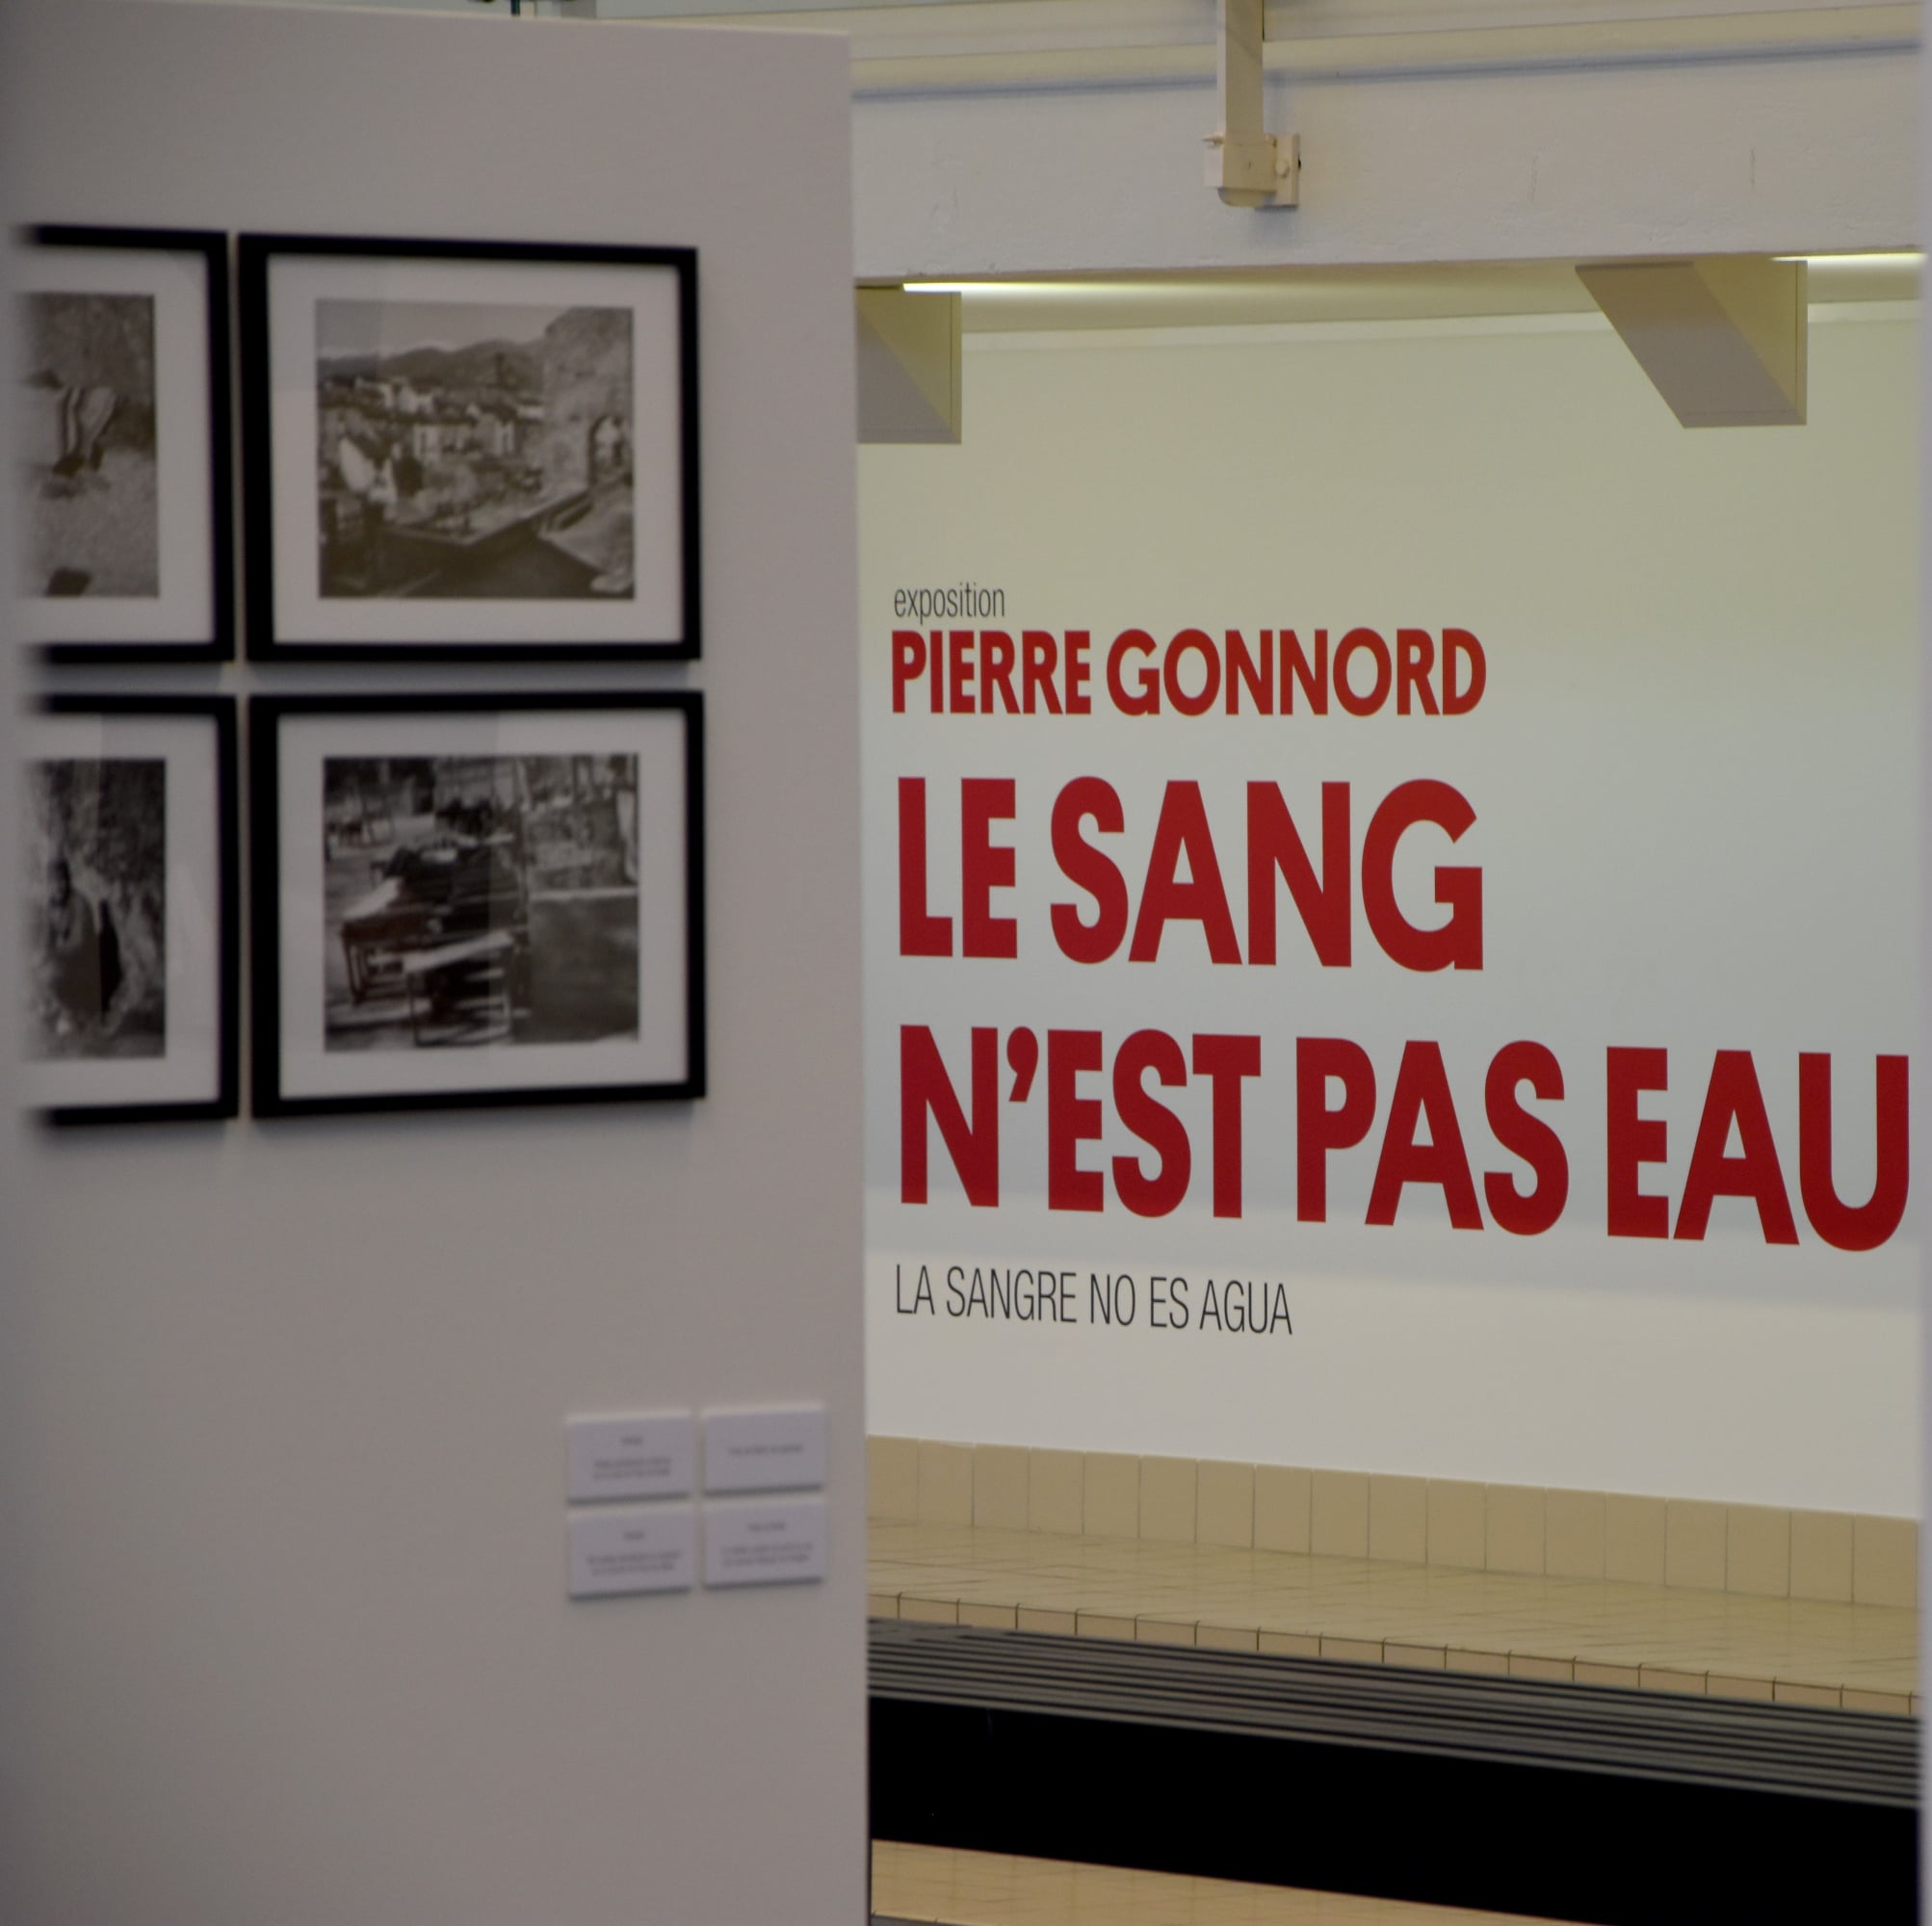 exposition
PIERRE GONNORD
LE SANG
N’EST PAS EAU
LA SANGRE NO ES AGUA